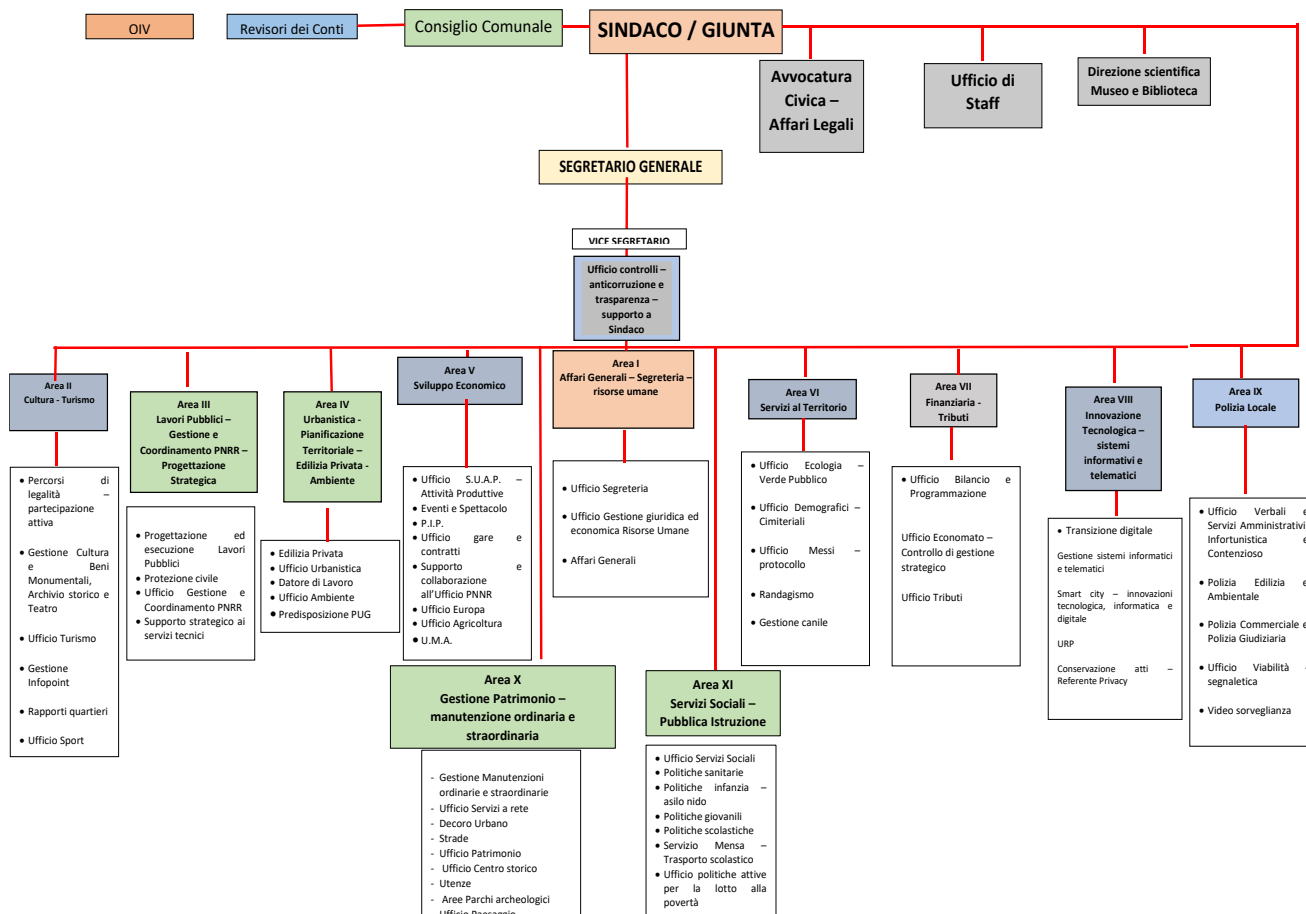 OIV
Revisori dei Conti
Consiglio Comunale
SINDACO / GIUNTA
Avvocatura
Civica –
Affari Legali
Ufficio di
Staff
Direzione scientifica
Museo e Biblioteca
SEGRETARIO GENERALE
VICE SEGRETARIO
Ufficio controlli –
anticorruzione e
trasparenza –
supporto a
Sindaco
Area II
Cultura - Turismo
• Percorsi di
legalità –
partecipazione
attiva
• Gestione Cultura
e Beni
Monumentali,
Archivio storico e
Teatro
• Ufficio Turismo
• Gestione
Infopoint
• Rapporti quartieri
• Ufficio Sport
Area III
Lavori Pubblici –
Gestione e
Coordinamento PNRR –
Progettazione
Strategica
• Progettazione ed
esecuzione Lavori
Pubblici
• Protezione civile
• Ufficio Gestione e
Coordinamento PNRR
• Supporto strategico ai
servizi tecnici
Area IV
Urbanistica -
Pianificazione
Territoriale –
Edilizia Privata -
Ambiente
• Edilizia Privata
• Ufficio Urbanistica
• Datore di Lavoro
• Ufficio Ambiente
• Predisposizione PUG
Area V
Sviluppo Economico
• Ufficio S.U.A.P. –
Attività Produttive
• Eventi e Spettacolo
• P.I.P.
• Ufficio gare e
contratti
• Supporto e
collaborazione
all'Ufficio PNNR
• Ufficio Europa
• Ufficio Agricoltura
• U.M.A.
Area I
Affari Generali – Segreteria –
risorse umane
• Ufficio Segreteria
• Ufficio Gestione giuridica ed
economica Risorse Umane
• Affari Generali
Area VI
Servizi al Territorio
• Ufficio Ecologia –
Verde Pubblico
• Ufficio Demografici –
Cimiteriali
• Ufficio Messi –
protocollo
• Randagismo
• Gestione canile
Area VII
Finanziaria -
Tributi
• Ufficio Bilancio e
Programmazione
Ufficio Economato –
Controllo di gestione
strategico
Ufficio Tributi
Area VIII
Innovazione
Tecnologica –
sistemi
informativi e
telematici
• Transizione digitale
Gestione sistemi informatici
e telematici
Smart city – innovazioni
tecnologica, informatica e
digitale
URP
Conservazione atti –
Referente Privacy
Area IX
Polizia Locale
• Ufficio Verbali e
Servizi Amministrativi
Infortunistica e
Contenzioso
• Polizia Edilizia e
Ambientale
• Polizia Commerciale e
Polizia Giudiziaria
• Ufficio Viabilità -
segnaletica
• Video sorveglianza
Area X
Gestione Patrimonio –
manutenzione ordinaria e
straordinaria
- Gestione Manutenzioni
ordinarie e straordinarie
- Ufficio Servizi a rete
- Decoro Urbano
- Strade
- Ufficio Patrimonio
- Ufficio Centro storico
- Utenze
- Aree Parchi archeologici
- Ufficio Paesaggio
Area XI
Servizi Sociali –
Pubblica Istruzione
• Ufficio Servizi Sociali
• Politiche sanitarie
• Politiche infanzia –
asilo nido
• Politiche giovanili
• Politiche scolastiche
• Servizio Mensa –
Trasporto scolastico
• Ufficio politiche attive
per la lotto alla
povertà